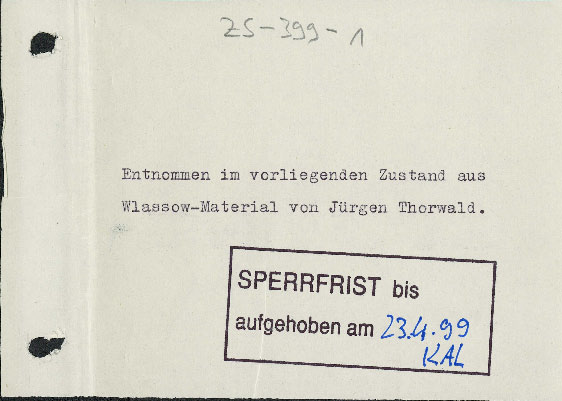 ZS-399-1
Entnommen im vorliegenden Zustand aus
Wlassow-Material von Jürgen Thorwald.
SPERRFRIST bis
aufgehoben am 23.4.99
KAL